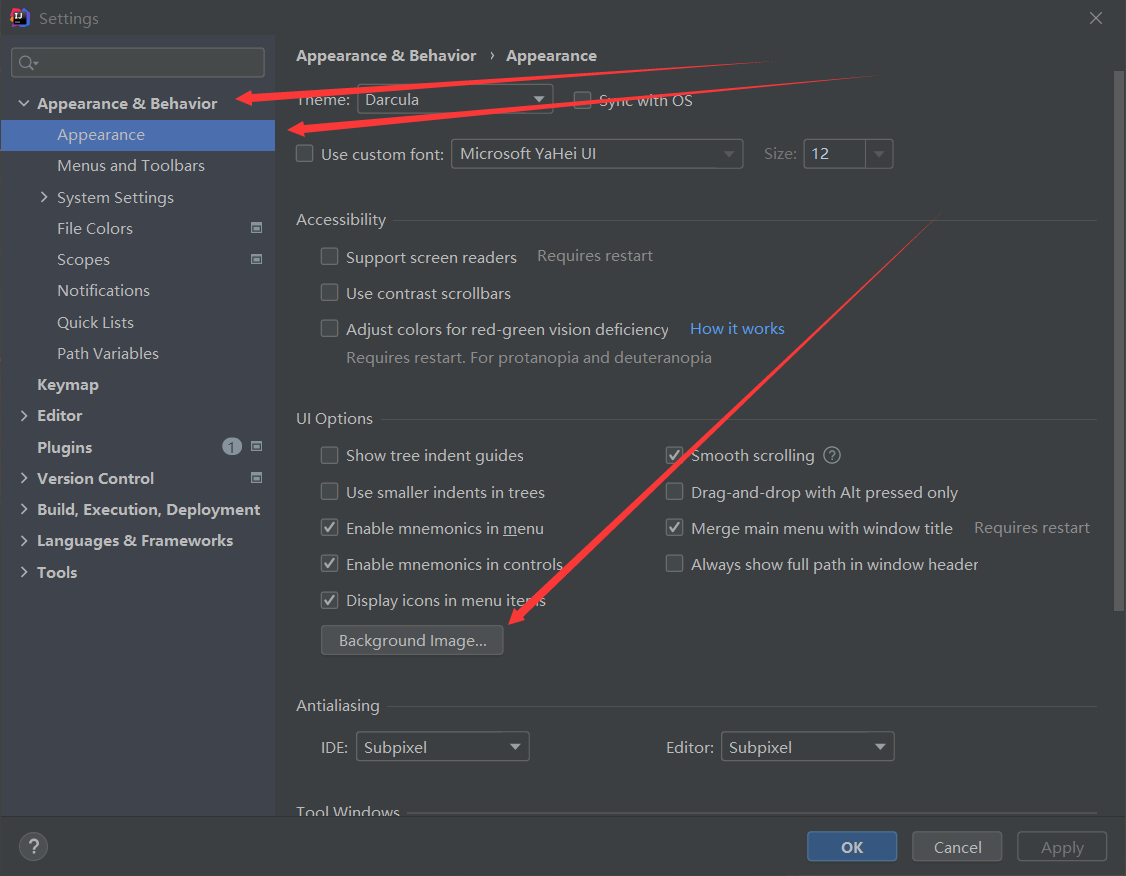 Settings
Appearance & Behavior › Appearance
Appearance & Behavior
Appearance
Menus and Toolbars
System Settings
File Colors
Scopes
Notifications
Quick Lists
Path Variables
Keymap
Editor
Plugins 1
Version Control
Build, Execution, Deployment
Languages & Frameworks
Tools
Theme: Darcula Sync with OS
Use custom font: Microsoft YaHei UI Size: 12
Accessibility
Support screen readers Requires restart
Use contrast scrollbars
Adjust colors for red-green vision deficiency How it works
Requires restart. For protanopia and deuteranopia
UI Options
Show tree indent guides Smooth scrolling ?
Use smaller indents in trees Drag-and-drop with Alt pressed only
Enable mnemonics in menu Merge main menu with window title Requires restart
Enable mnemonics in controls Always show full path in window header
Display icons in menu items
Background Image...
Antialiasing
IDE: Subpixel Editor: Subpixel
Tool Windows
? OK Cancel Apply